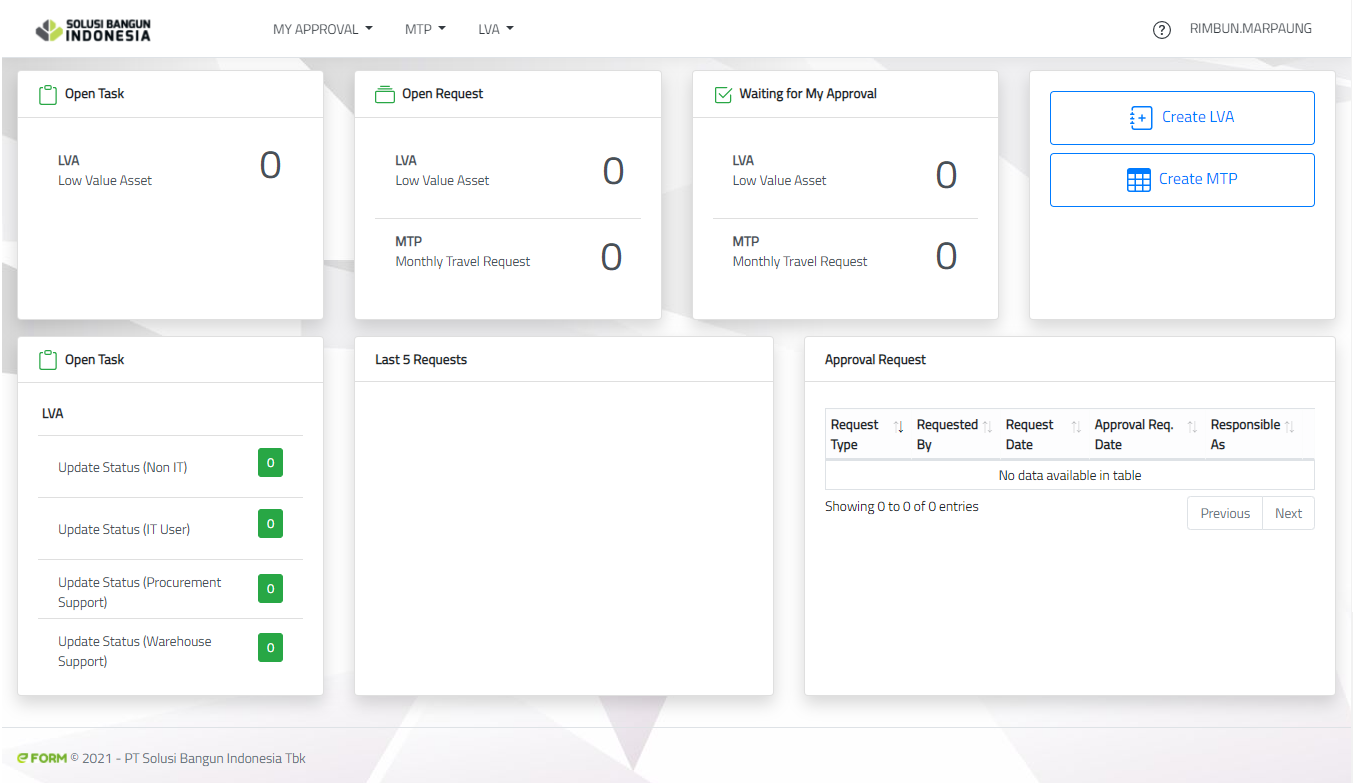 SOLUSI BANGUN
INDONESIA
MY APPROVAL
MTP
LVA
RIMBUN.MARPAUNG
Open Task
LVA
Low Value Asset
0
Open Request
LVA
Low Value Asset
0
MTP
Monthly Travel Request
0
Waiting for My Approval
LVA
Low Value Asset
0
MTP
Monthly Travel Request
0
Create LVA
Create MTP
Open Task
LVA
Update Status (Non IT)
0
Update Status (IT User)
0
Update Status (Procurement
Support)
0
Update Status (Warehouse
Support)
0
Last 5 Requests
Approval Request
Request
Type
Requested
By
Request
Date
Approval Req.
Date
Responsible
As
No data available in table
Showing 0 to 0 of 0 entries
Previous
Next
eFORM © 2021 - PT Solusi Bangun Indonesia Tbk